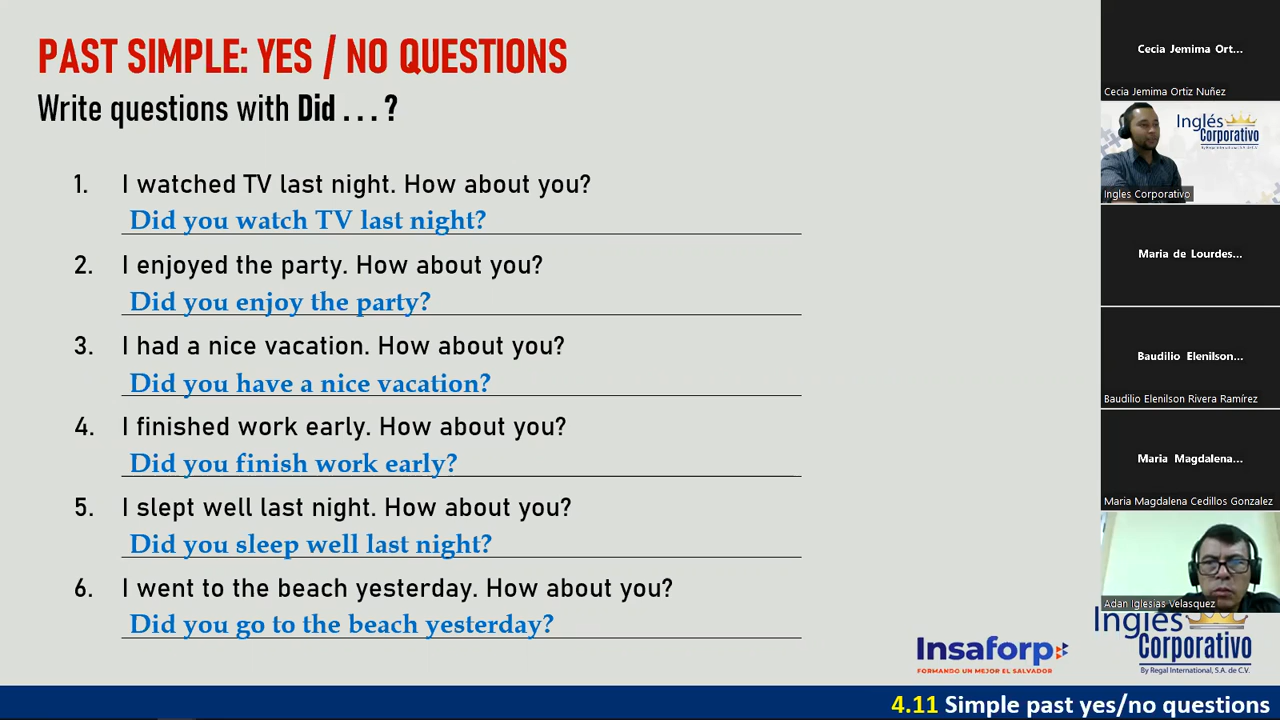 PAST SIMPLE: YES / NO QUESTIONS
Write questions with Did . . . ?
1. I watched TV last night. How about you?
Did you watch TV last night?
2. I enjoyed the party. How about you?
Did you enjoy the party?
3. I had a nice vacation. How about you?
Did you have a nice vacation?
4. I finished work early. How about you?
Did you finish work early?
5. I slept well last night. How about you?
Did you sleep well last night?
6. I went to the beach yesterday. How about you?
Did you go to the beach yesterday?
Insaforp
FORMANDO UN MEJOR EL SALVADOR
Inglés
Corporativo
By Regal International, S.A. de C.V.
4.11 Simple past yes/no questions
Cecia Jemima Ort...
Cecia Jemima Ortiz Nuñez
Inglés
Corporativo
By Regal International, S.A. de C.V.
Ingles Corporativo
Maria de Lourdes...
Baudilio Elenilson...
Baudilio Elenilson Rivera Ramírez
Maria Magdalena...
Maria Magdalena Cedillos Gonzalez
Adan Iglesias Velasquez